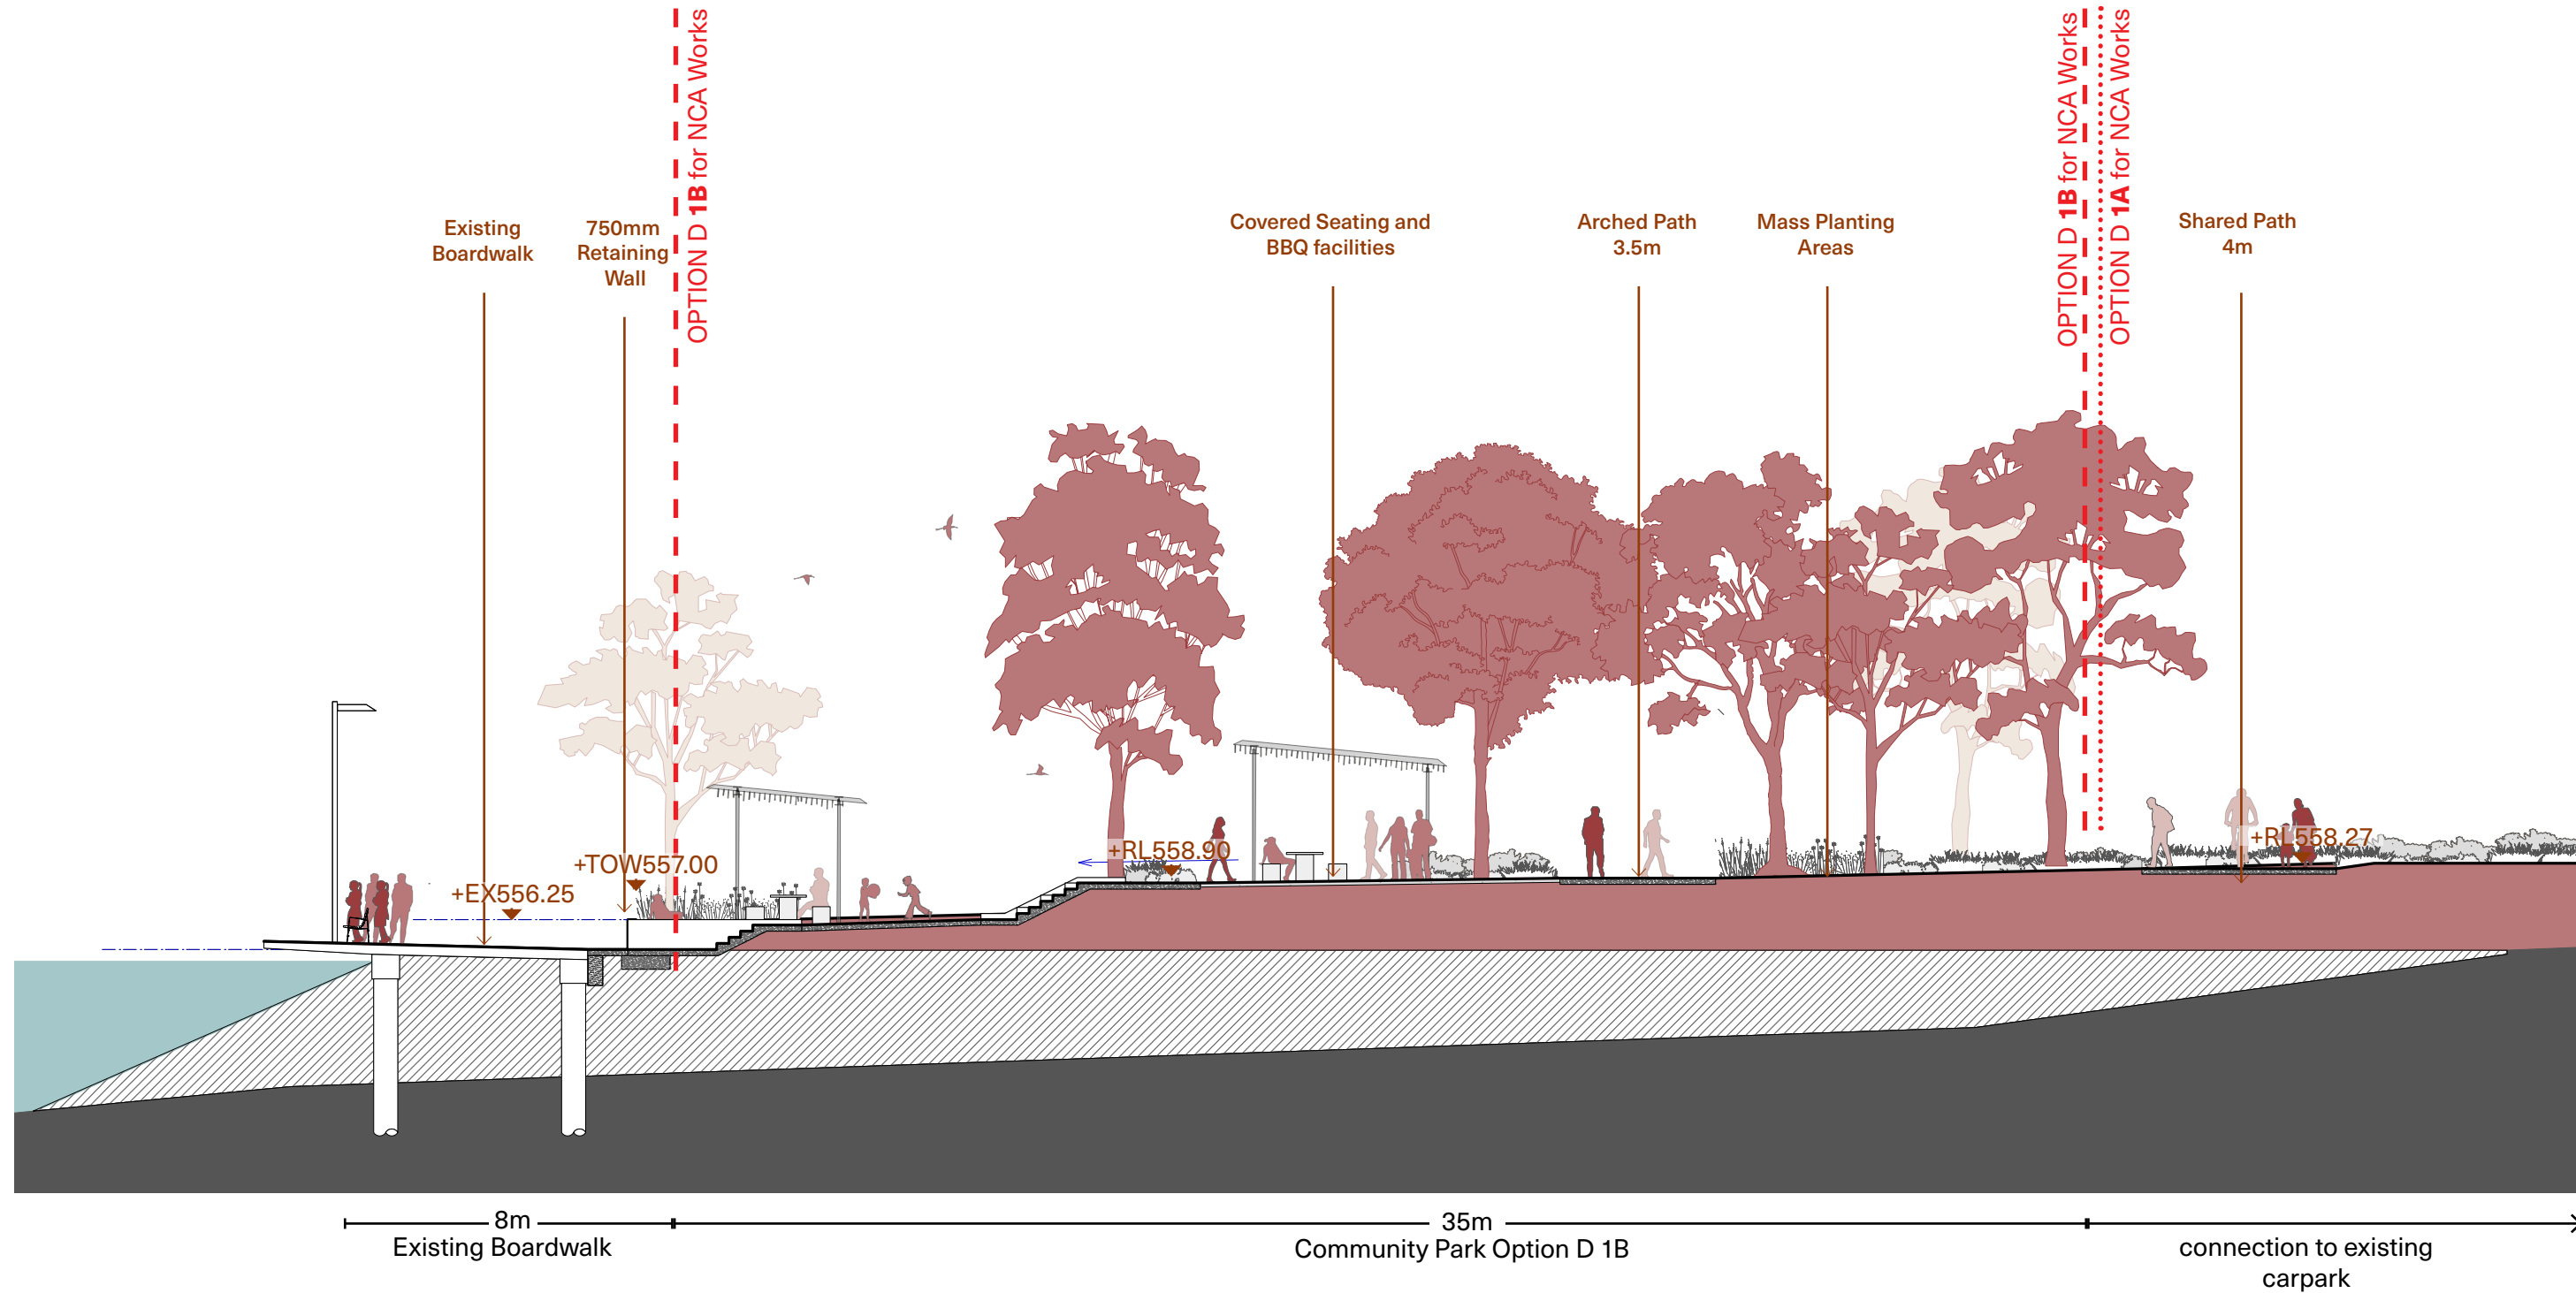 OPTION D 1B for NCA Works
OPTION D 1B for NCA Works
OPTION D 1A for NCA Works
Existing
Boardwalk
750mm
Retaining
Wall
Covered Seating and
BBQ facilities
Arched Path
3.5m
Mass Planting
Areas
Shared Path
4m
+EX556.25
+TOW557.00
+RL558.90
+RL558.27
8m
Existing Boardwalk
35m
Community Park Option D 1B
connection to existing
carpark